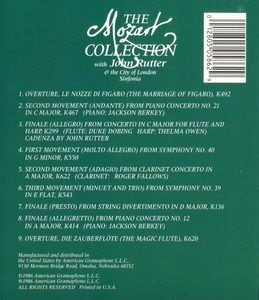 THE
Mozart
COLLECTION
with John Rutter
& the City of London
Sinfonia
1. OVERTURE, LE NOZZE DI FIGARO (THE MARRIAGE OF FIGARO), K492
2. SECOND MOVEMENT (ANDANTE) FROM PIANO CONCERTO NO. 21
IN C MAJOR, K467 (PIANO: JACKSON BERKEY)
3. FINALE (ALLEGRO) FROM CONCERTO IN C MAJOR FOR FLUTE AND
HARP, K299 (FLUTE: DUKE DOBING HARP: THELMA OWEN)
CADENZA BY JOHN RUTTER
4. FIRST MOVEMENT (MOLTO ALLEGRO) FROM SYMPHONY NO. 40
IN G MINOR, K550
5. SECOND MOVEMENT (ADAGIO) FROM CLARINET CONCERTO IN
A MAJOR, K622 (CLARINET: ROGER FALLOWS)
6. THIRD MOVEMENT (MINUET AND TRIO) FROM SYMPHONY NO. 39
IN E FLAT, K543
7. FINALE (PRESTO) FROM STRING DIVERTIMENTO IN D MAJOR, K136
8. FINALE (ALLEGRETTO) FROM PIANO CONCERTO NO. 12
IN A MAJOR, K414 (PIANO: JACKSON BERKEY)
9. OVERTURE, DIE ZAUBERFLÖTE (THE MAGIC FLUTE), K620
Manufactured and distributed in
the United States by American Gramaphone L.L.C.,
9130 Mormon Bridge Road, Omaha, Nebraska 68152
℗1986 American Gramaphone L.L.C.
©1986 American Gramaphone L.L.C.
ALL RIGHTS RESERVED Printed in U.S.A.